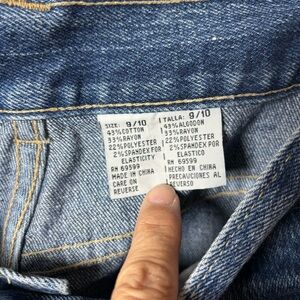 SIZE: 9/10
43% COTTON
33% RAYON
22% POLYESTER
2% SPANDEX FOR
ELASTICITY
RN 69599
MADE IN CHINA
CARE ON
REVERSE
TALLA: 9/10
43% ALGODON
33% RAYON
22% POLYESTER
2% SPANDEX FOR
ELASTICO
RN 69599
HECHO EN CHINA
PRECAUCIONES AL
REVERSO